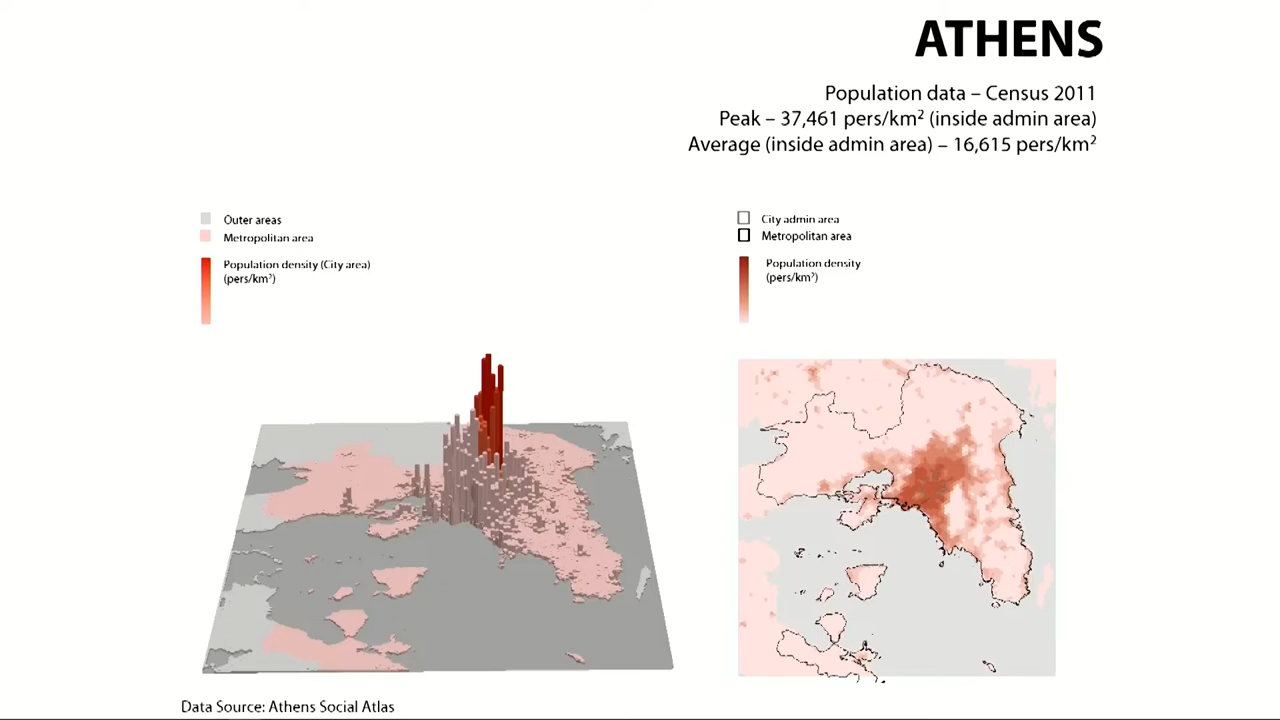 ATHENS
Population data – Census 2011
Peak – 37,461 pers/km² (inside admin area)
Average (inside admin area) – 16,615 pers/km²
Outer areas
Metropolitan area
Population density (City area)
(pers/km²)
City admin area
Metropolitan area
Population density
(pers/km²)
Data Source: Athens Social Atlas